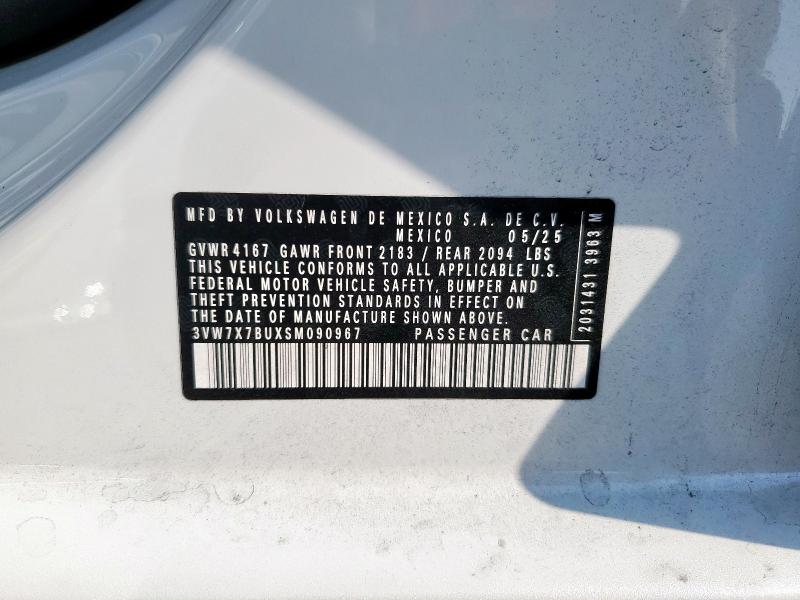 MFD BY VOLKSWAGEN DE MEXICO S.A. DE C.V.
MEXICO 05/25
GVWR 4167 GAWR FRONT 2183 / REAR 2094 LBS
THIS VEHICLE CONFORMS TO ALL APPLICABLE U.S.
FEDERAL MOTOR VEHICLE SAFETY, BUMPER AND
THEFT PREVENTION STANDARDS IN EFFECT ON
THE DATE OF MANUFACTURE SHOWN ABOVE.
3VW7X7BUXSM090967 PASSENGER CAR
2031431 3963 M